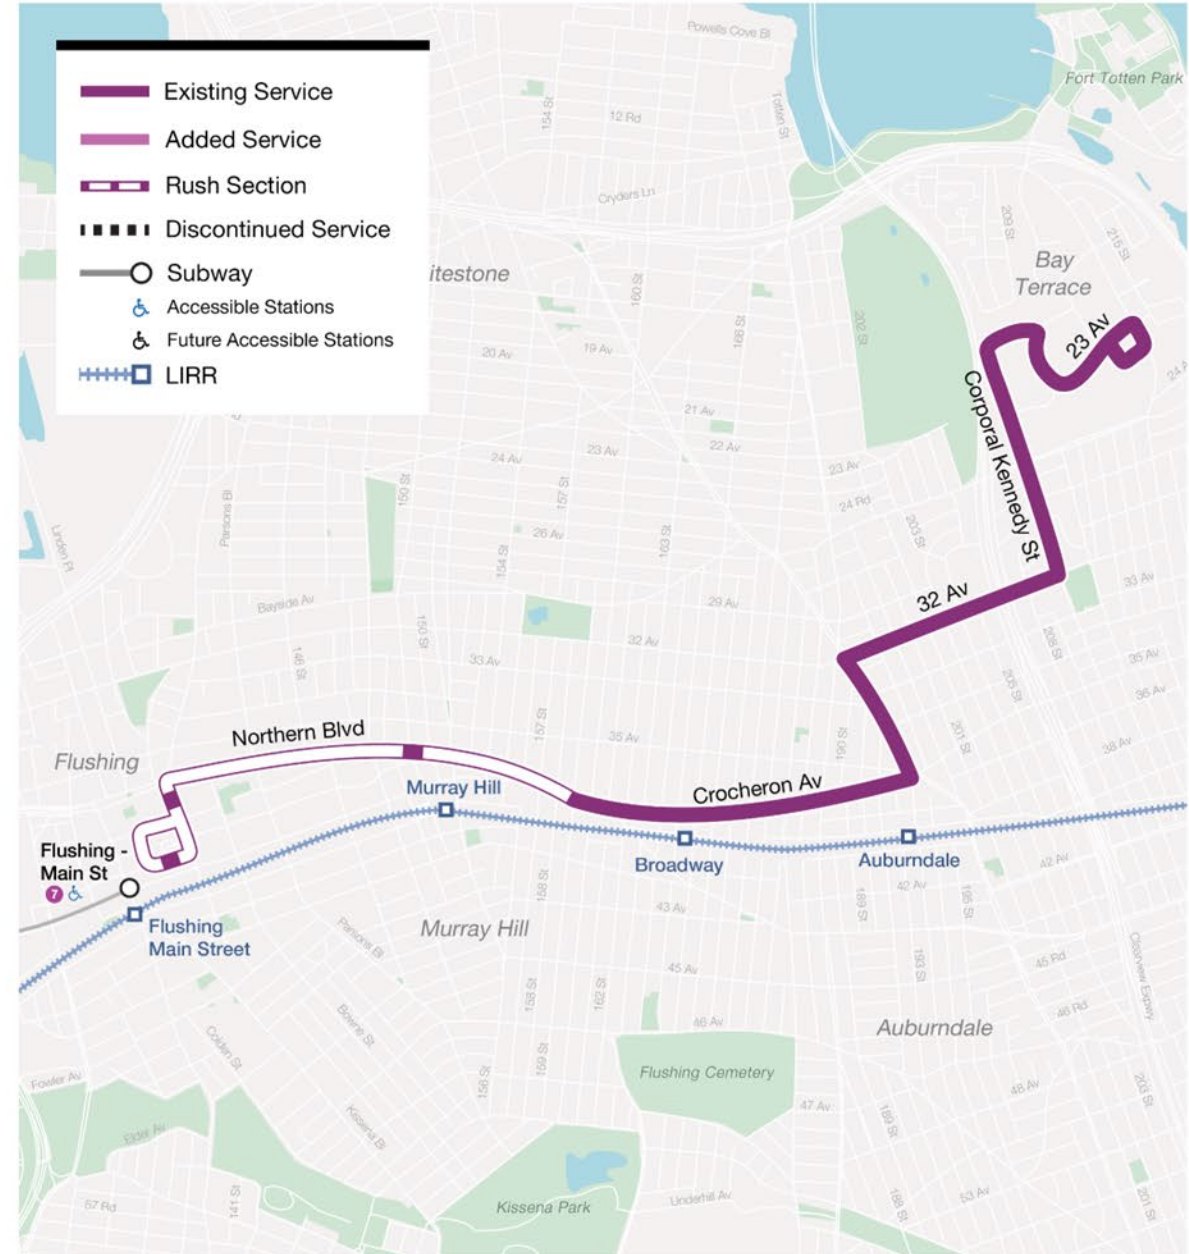 Powells Cove Bl
Fort Totten Park
Existing Service
Added Service
Rush Section
Discontinued Service
Subway
Accessible Stations
Future Accessible Stations
LIRR
154 St
12 Rd
Totten St
Cryders Ln
209 St
215 St
Bay
Terrace
itestone
160 St
166 St
202 St
20 Av
19 Av
23 Av
24 A
Corporal Kennedy St
21 Av
22 Av
23 Av
24 Av
23 Av
24 Rd
150 St
157 St
Parsons Bl
26 Av
163 St
203 St
Linden Pl
154 St
33 Av
Bayside Av
29 Av
32 Av
150 St
32 Av
208 St
146 St
33 Av
35 Av
205 St
36 Av
Northern Blvd
157 St
35 Av
190 St
201 St
38 Av
Flushing
Murray Hill
Crocheron Av
Flushing -
Main St
7
Broadway
Auburndale
42 Av
158 St
42 Av
43 Av
189 St
195 St
Flushing
Main Street
Parsons Bl
Murray Hill
193 St
45 Rd
Clearview Expwy
45 Av
158 St
162 St
46 Rd
46 Av
Auburndale
Colden St
Bowne St
159 St
156 St
Fowler Av
Flushing Cemetery
48 Av
203 St
47 Av
189 St
Elder Av
Kissena Bl
57 Rd
141 St
Kissena Park
Underhill Av
188 St
53 Av
201 St